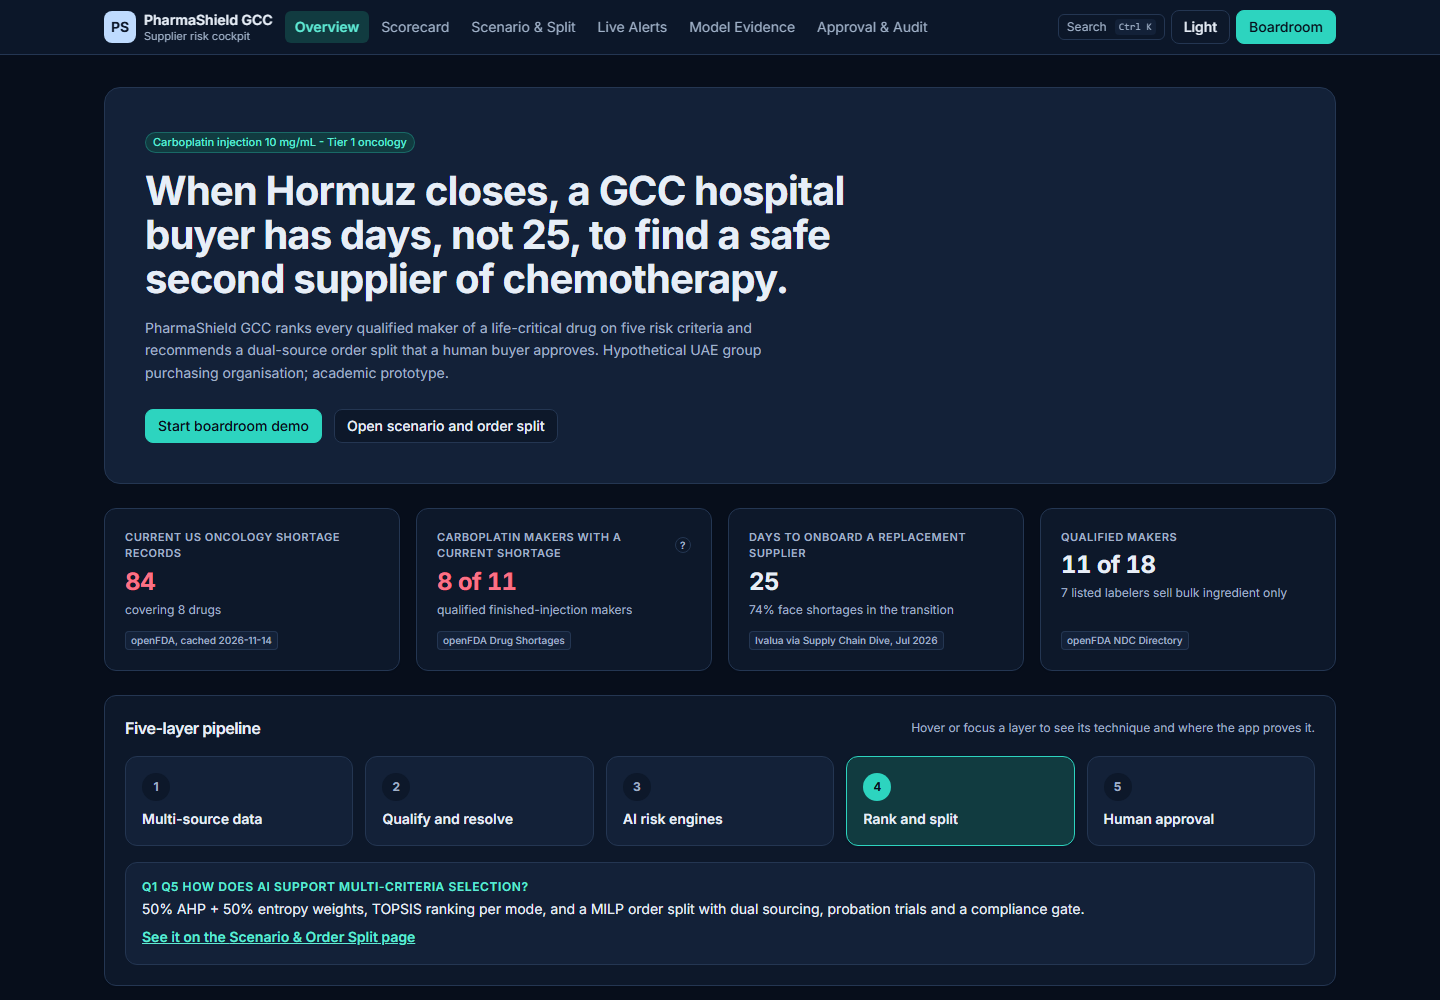 PS
PharmaShield GCC
Supplier risk cockpit
Overview
Scorecard
Scenario & Split
Live Alerts
Model Evidence
Approval & Audit
Search Ctrl K
Light
Boardroom
Carboplatin injection 10 mg/mL - Tier 1 oncology
When Hormuz closes, a GCC hospital
buyer has days, not 25, to find a safe
second supplier of chemotherapy.
PharmaShield GCC ranks every qualified maker of a life-critical drug on five risk criteria and
recommends a dual-source order split that a human buyer approves. Hypothetical UAE group
purchasing organisation; academic prototype.
Start boardroom demo
Open scenario and order split
CURRENT US ONCOLOGY SHORTAGE
RECORDS
84
covering 8 drugs
openFDA, cached 2026-11-14
CARBOPLATIN MAKERS WITH A
CURRENT SHORTAGE
?
8 of 11
qualified finished-injection makers
openFDA Drug Shortages
DAYS TO ONBOARD A REPLACEMENT
SUPPLIER
25
74% face shortages in the transition
Ivalua via Supply Chain Dive, Jul 2026
QUALIFIED MAKERS
11 of 18
7 listed labelers sell bulk ingredient only
openFDA NDC Directory
Five-layer pipeline
Hover or focus a layer to see its technique and where the app proves it.
1
Multi-source data
2
Qualify and resolve
3
AI risk engines
4
Rank and split
5
Human approval
Q1 Q5 HOW DOES AI SUPPORT MULTI-CRITERIA SELECTION?
50% AHP + 50% entropy weights, TOPSIS ranking per mode, and a MILP order split with dual sourcing, probation trials and a compliance gate.
See it on the Scenario & Order Split page